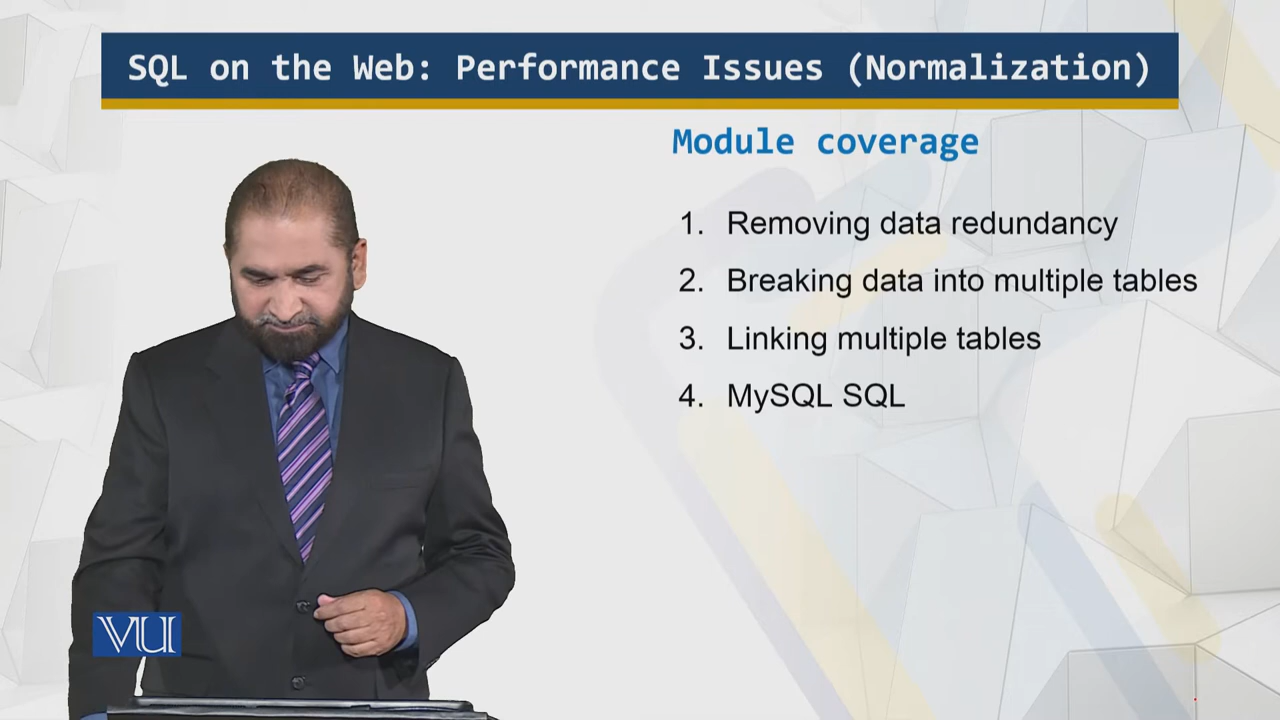 SQL on the Web: Performance Issues (Normalization)
Module coverage
1. Removing data redundancy
2. Breaking data into multiple tables
3. Linking multiple tables
4. MySQL SQL
VU